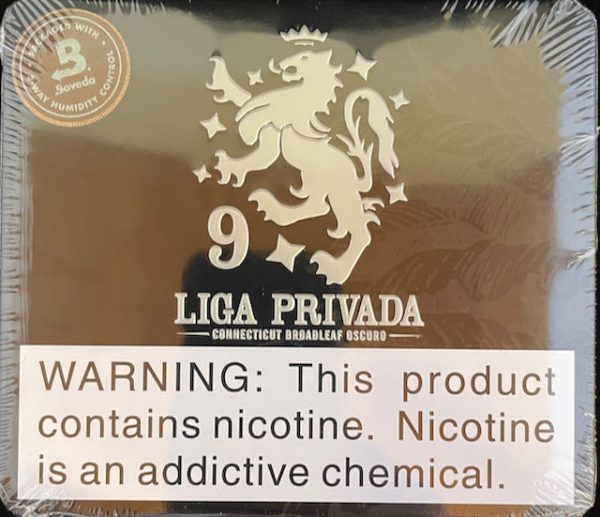 PACKAGED WITH
B
Boveda
2-WAY HUMIDITY CONTROL
9
LIGA PRIVADA
CONNECTICUT BROADLEAF OSCURO
WARNING: This product
contains nicotine. Nicotine
is an addictive chemical.